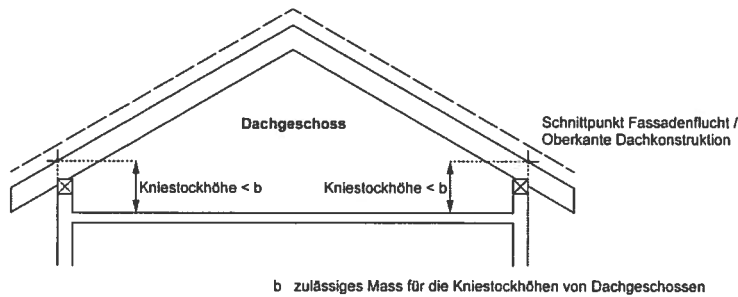 Dachgeschoss
Schnittpunkt Fassadenflucht /
Oberkante Dachkonstruktion
Kniestockhöhe < b
Kniestockhöhe < b
b zulässiges Mass für die Kniestockhöhen von Dachgeschossen